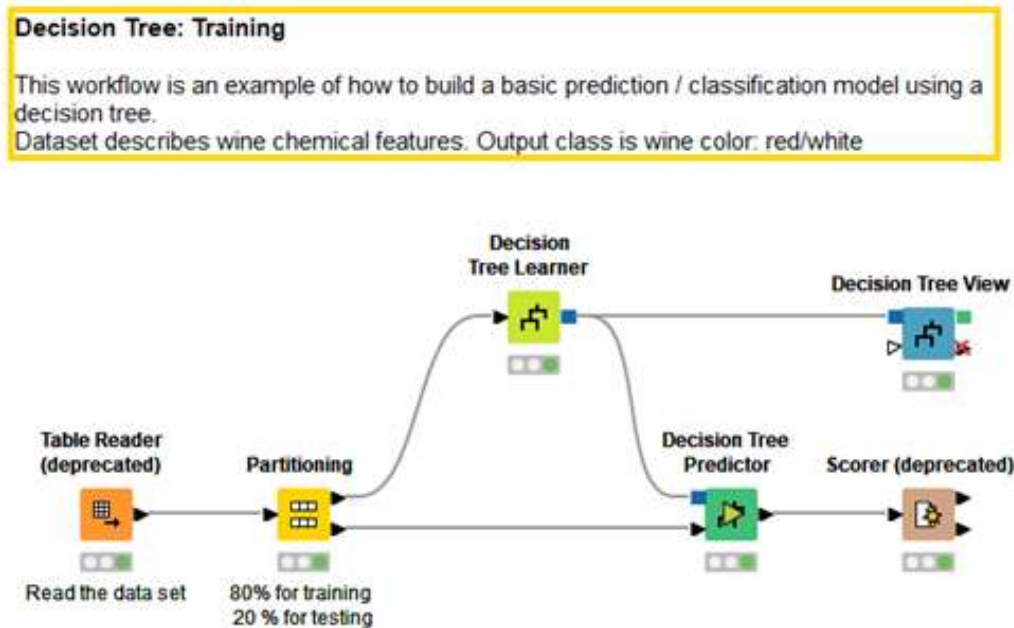 Decision Tree: Training
This workflow is an example of how to build a basic prediction / classification model using a
decision tree.
Dataset describes wine chemical features. Output class is wine color: red/white
Decision
Tree Learner
Decision Tree View
Table Reader
(deprecated)
Partitioning
Decision Tree
Predictor
Scorer (deprecated)
Read the data set
80% for training
20 % for testing